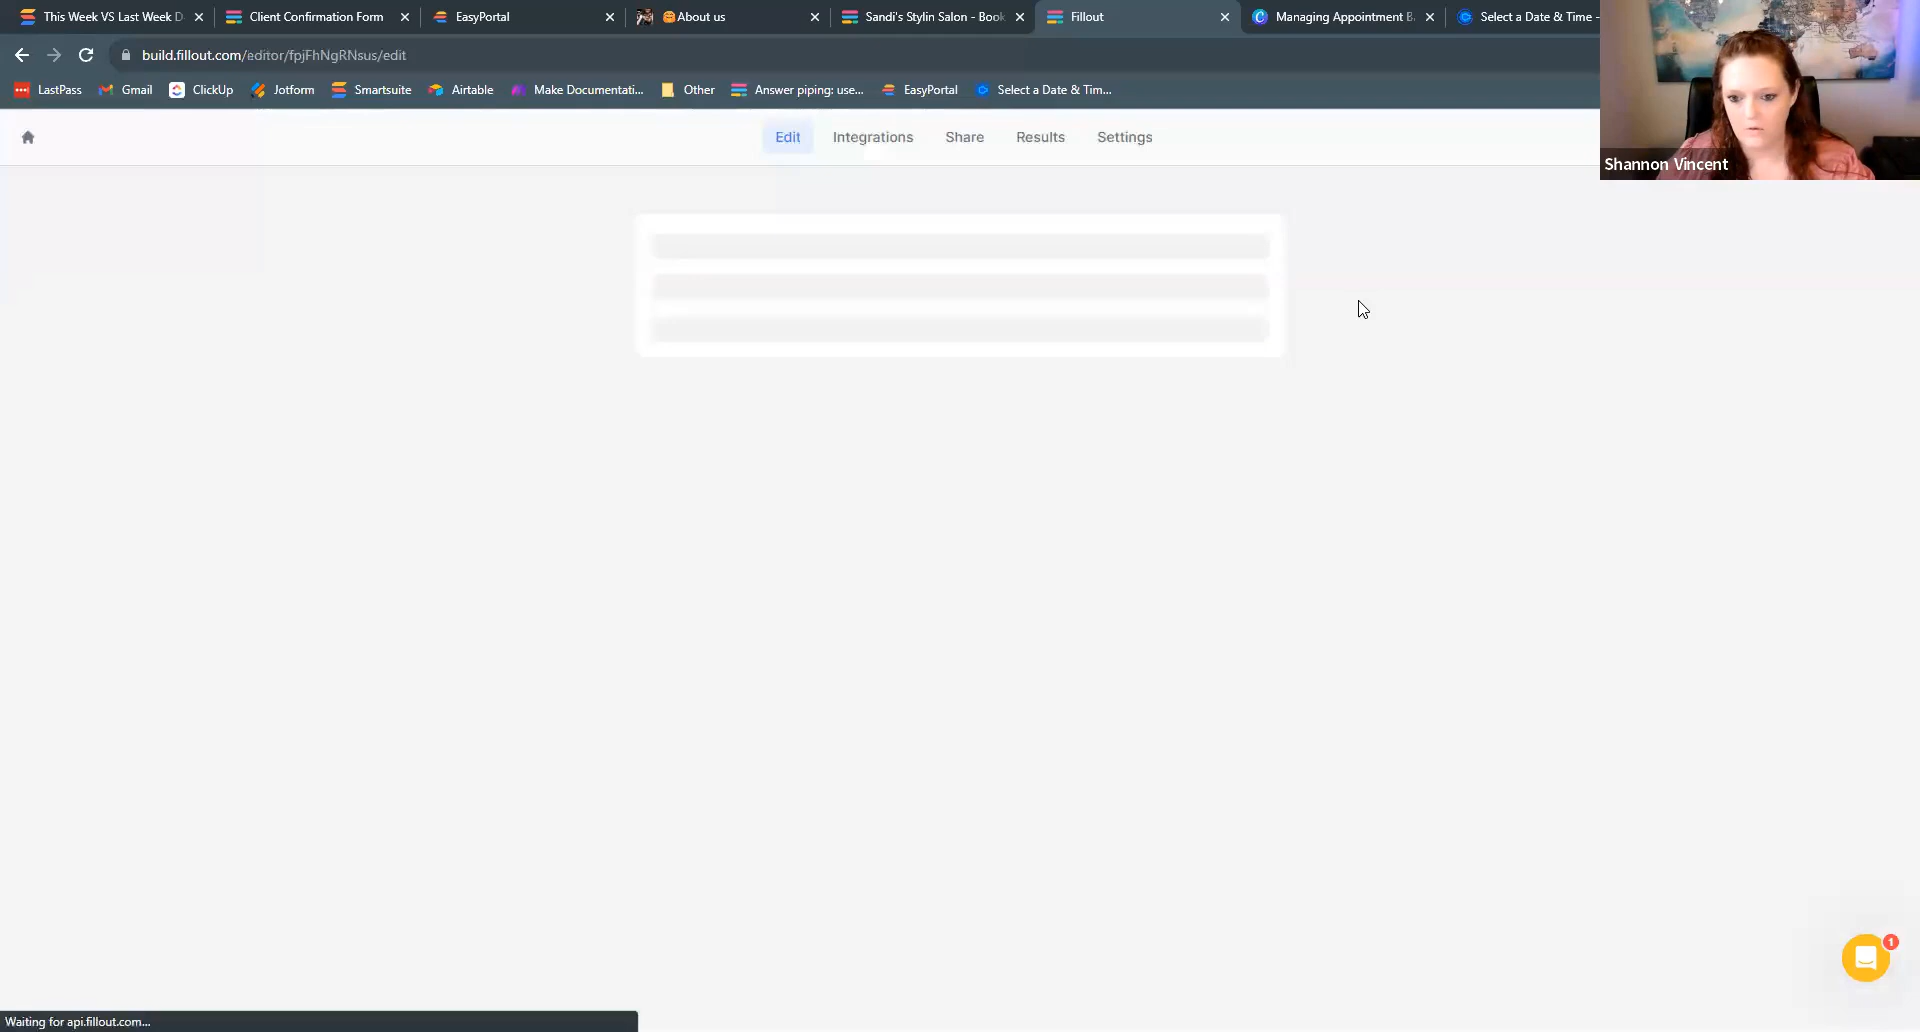 This Week VS Last Week D
Client Confirmation Form
EasyPortal
About us
Sandi's Stylin Salon - Book
Fillout
Managing Appointment B
Select a Date & Time -
build.fillout.com/editor/fpjFhNgRNsus/edit
LastPass
Gmail
ClickUp
Jotform
Smartsuite
Airtable
Make Documentati...
Other
Answer piping: use...
EasyPortal
Select a Date & Tim...
Edit
Integrations
Share
Results
Settings
Shannon Vincent
1
Waiting for api.fillout.com...